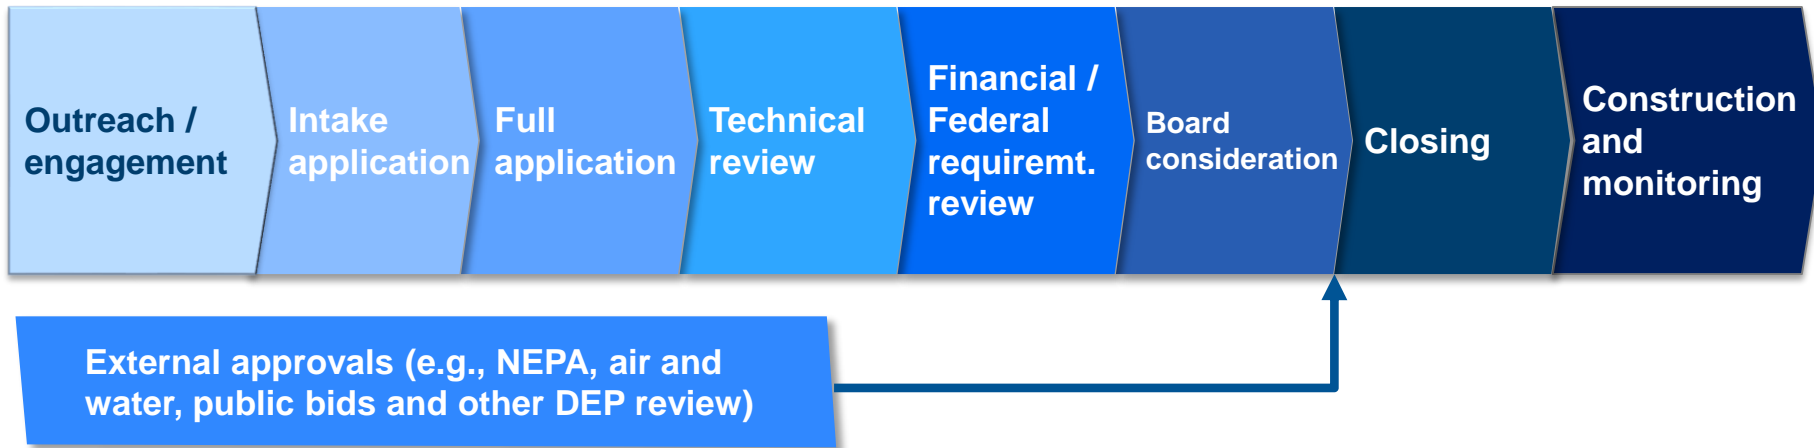 Outreach /
engagement
Intake
application
Full
application
Technical
review
Financial /
Federal
requiremt.
review
Board
consideration
Closing
Construction
and
monitoring
External approvals (e.g., NEPA, air and
water, public bids and other DEP review)